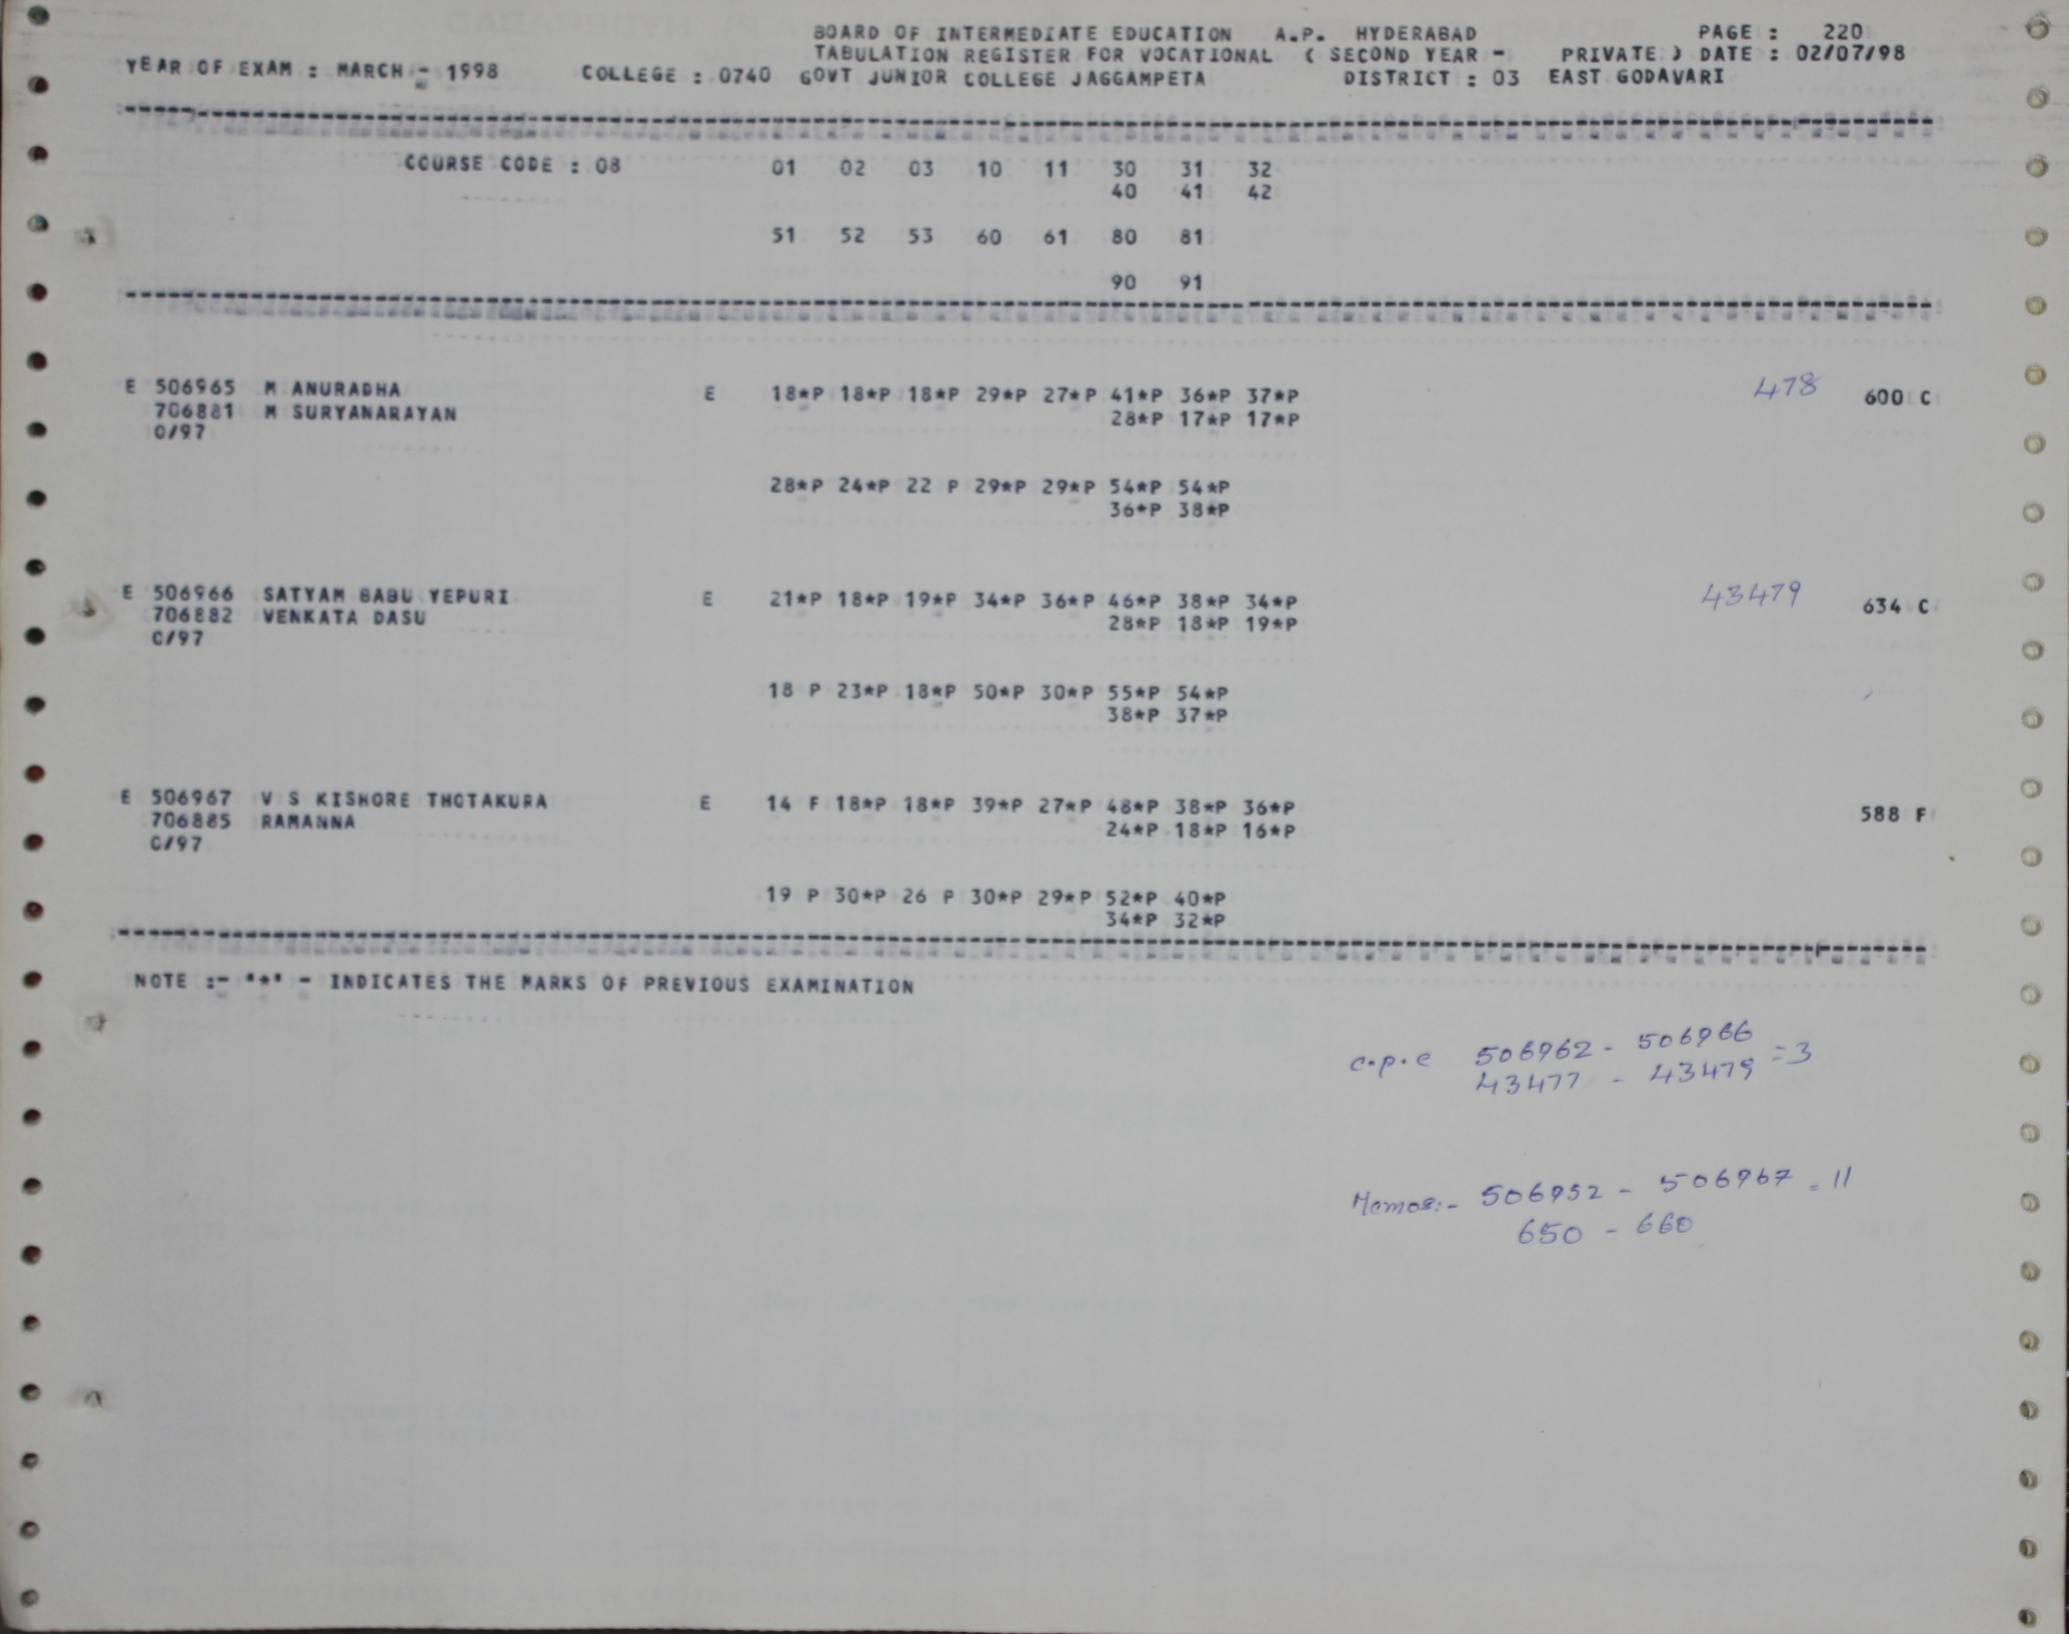 BOARD OF INTERMEDIATE EDUCATION A.P. HYDERABAD PAGE : 220
TABULATION REGISTER FOR VOCATIONAL ( SECOND YEAR - PRIVATE ) DATE : 02/07/98
YEAR OF EXAM : MARCH - 1998 COLLEGE : 0740 GOVT JUNIOR COLLEGE JAGGAMPETA DISTRICT : 03 EAST GODAVARI
COURSE CODE : 08 01 02 03 10 11 30 31 32
40 41 42
51 52 53 60 61 80 81
90 91
E 506965 M ANURADHA E 18*P 18*P 18*P 29*P 27*P 41*P 36*P 37*P 478 600 C
706881 M SURYANARAYAN 28*P 17*P 17*P
O/97
28*P 24*P 22 P 29*P 29*P 54*P 54*P
36*P 38*P
E 506966 SATYAM BABU YEPURI E 21*P 18*P 19*P 34*P 36*P 46*P 38*P 34*P 43479 634 C
706882 VENKATA DASU 28*P 18*P 19*P
O/97
18 P 23*P 18*P 50*P 30*P 55*P 54*P
38*P 37*P
E 506967 V S KISHORE THOTAKURA E 14 F 18*P 18*P 39*P 27*P 48*P 38*P 36*P 588 F
706885 RAMANNA 24*P 18*P 16*P
O/97
19 P 30*P 26 P 30*P 29*P 52*P 40*P
34*P 32*P
NOTE :- '*' - INDICATES THE MARKS OF PREVIOUS EXAMINATION
c.p.c 506962 - 506966 = 3
43477 - 43479
Memos:- 506952 - 506967 = 11
650 - 660